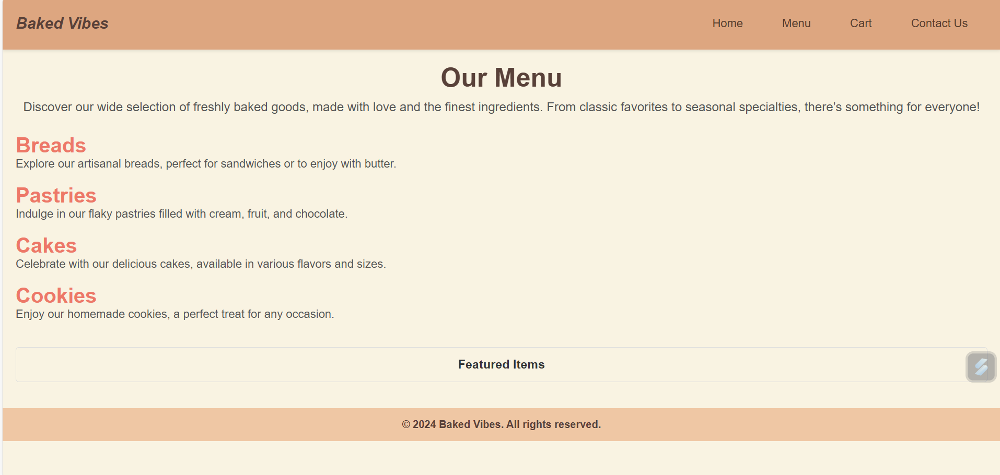 Baked Vibes
Home Menu Cart Contact Us
Our Menu
Discover our wide selection of freshly baked goods, made with love and the finest ingredients. From classic favorites to seasonal specialties, there’s something for everyone!
Breads
Explore our artisanal breads, perfect for sandwiches or to enjoy with butter.
Pastries
Indulge in our flaky pastries filled with cream, fruit, and chocolate.
Cakes
Celebrate with our delicious cakes, available in various flavors and sizes.
Cookies
Enjoy our homemade cookies, a perfect treat for any occasion.
Featured Items
© 2024 Baked Vibes. All rights reserved.